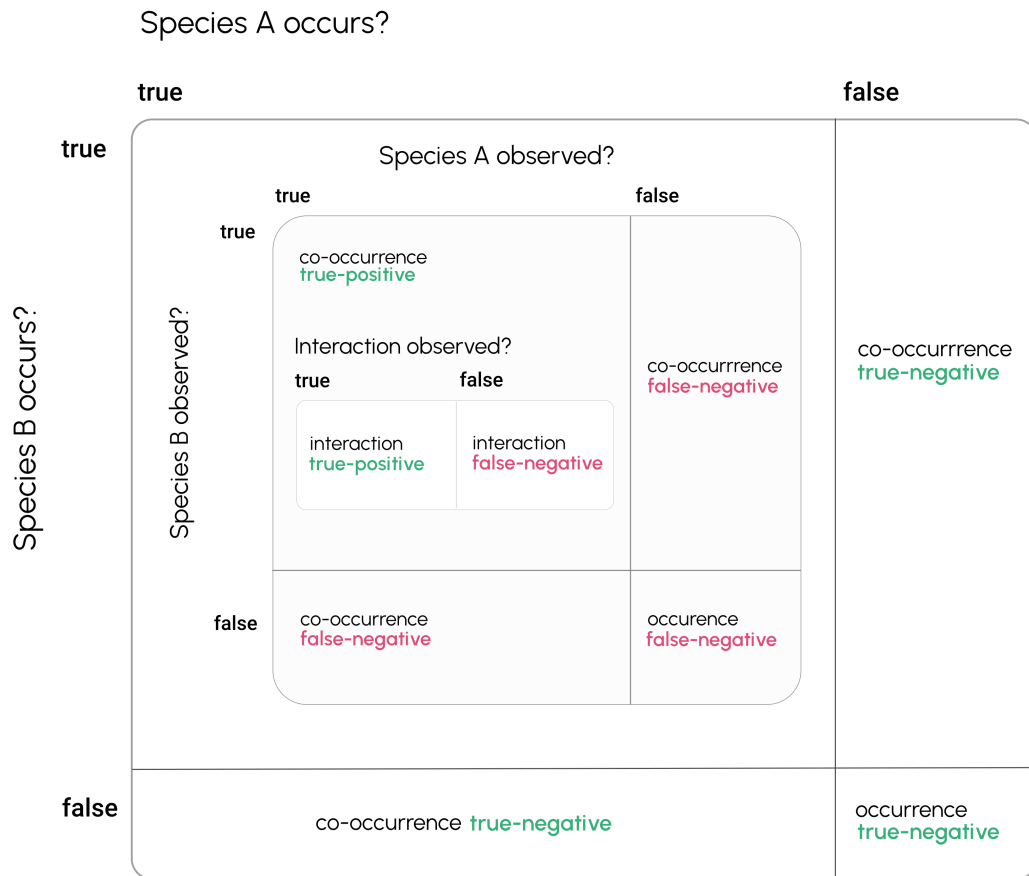 Species A occurs?
true
false
true
Species A observed?
true
false
true
co-occurrence
true-positive
Species B occurs?
Species B observed?
Interaction observed?
true
false
interaction
true-positive
interaction
false-negative
co-occurrrence
false-negative
co-occurrrence
true-negative
false
co-occurrence
false-negative
occurence
false-negative
false
co-occurrence true-negative
occurrence
true-negative